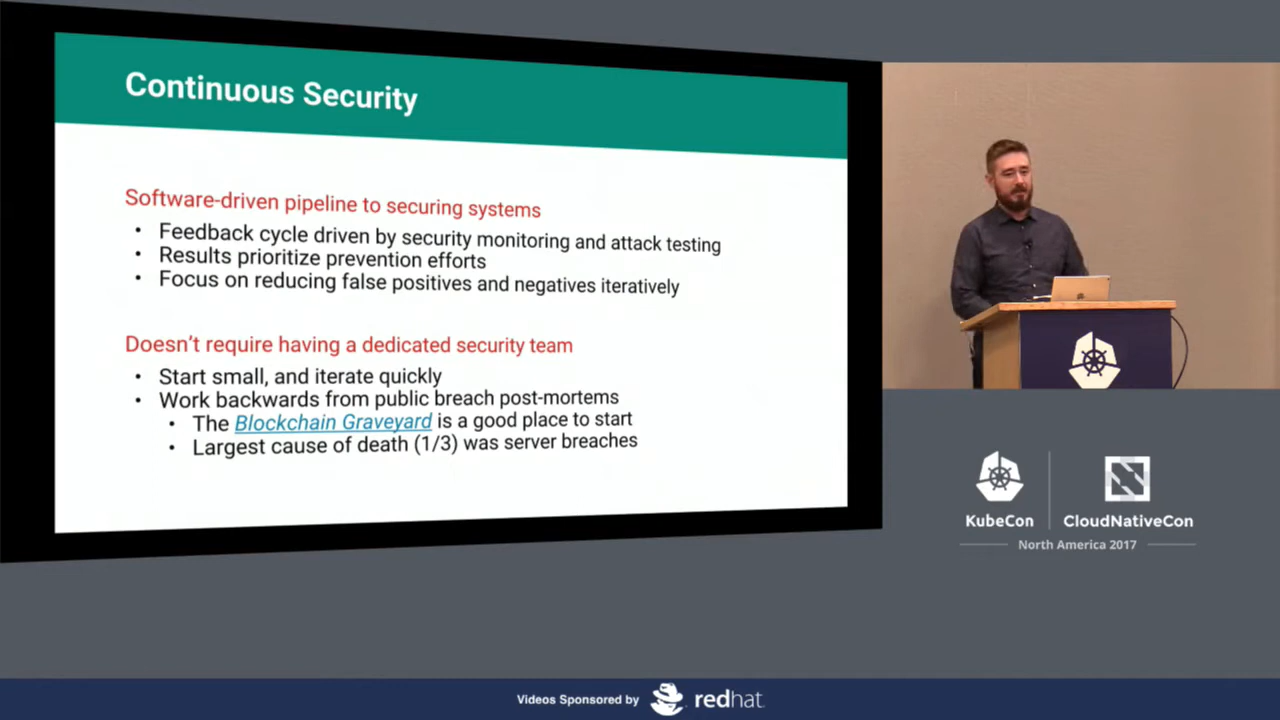 Continuous Security
Software-driven pipeline to securing systems
• Feedback cycle driven by security monitoring and attack testing
• Results prioritize prevention efforts
• Focus on reducing false positives and negatives iteratively
Doesn't require having a dedicated security team
• Start small, and iterate quickly
• Work backwards from public breach post-mortems
• The Blockchain Graveyard is a good place to start
• Largest cause of death (1/3) was server breaches
KubeCon
CloudNativeCon
North America 2017
Videos Sponsored by
redhat.